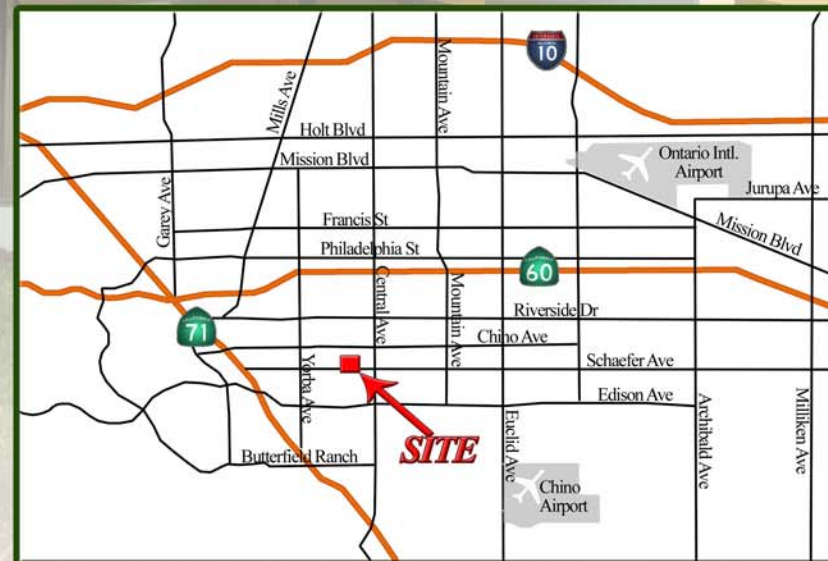 Mountain Ave
10
Mills Ave
Holt Blvd
Mission Blvd
Ontario Intl.
Airport
Jurupa Ave
Garey Ave
Francis St
Mission Blvd
Philadelphia St
60
Central Ave
Mountain Ave
Riverside Dr
71
Chino Ave
Yorba Ave
Schaefer Ave
Edison Ave
SITE
Euclid Ave
Archibald Ave
Milliken Ave
Butterfield Ranch
Chino
Airport